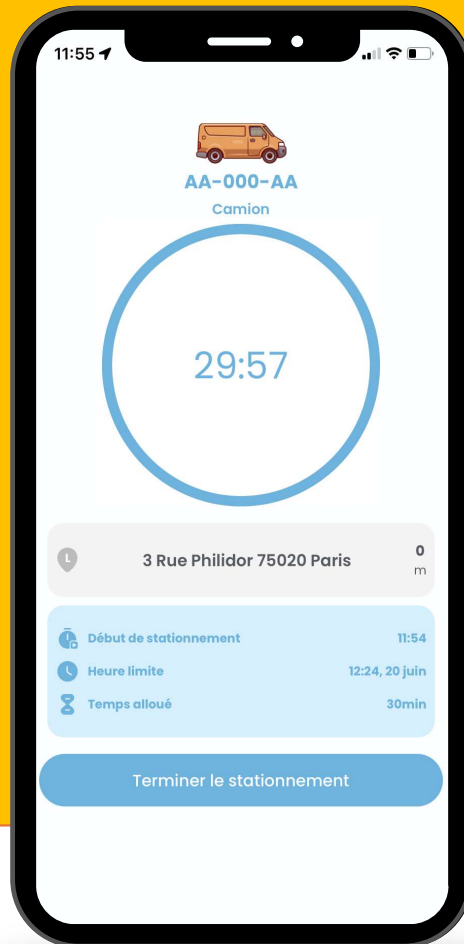 11:55
AA-000-AA
Camion
29:57
L
3 Rue Philidor 75020 Paris
0
m
Début de stationnement 11:54
Heure limite 12:24, 20 juin
Temps alloué 30min
Terminer le stationnement